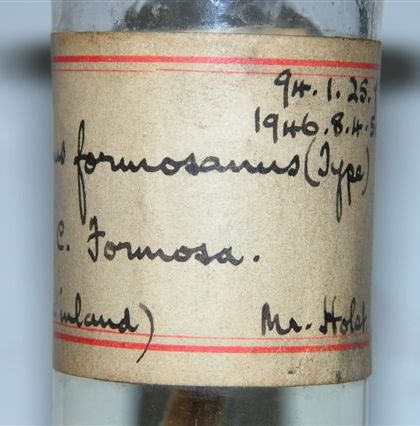 94.1.25.
1946.8.4.5
us formosanus (Type)
C. Formosa.
inland) Mr. Holst